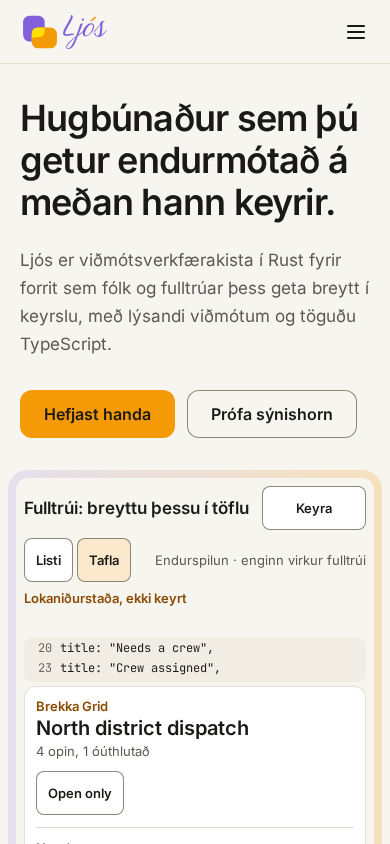 Ljós
Hugbúnaður sem þú
getur endurmótað á
meðan hann keyrir.
Ljós er viðmótsverkfærakista í Rust fyrir
forrit sem fólk og fulltrúar þess geta breytt í
keyrslu, með lýsandi viðmótum og töguðu
TypeScript.
Hefjast handa
Prófa sýnishorn
Fulltrúi: breyttu þessu í töflu
Keyra
Listi
Tafla
Endurspilun · enginn virkur fulltrúi
Lokaniðurstaða, ekki keyrt
20 title: "Needs a crew",
23 title: "Crew assigned",
Brekka Grid
North district dispatch
4 opin, 1 óúthlutað
Open only